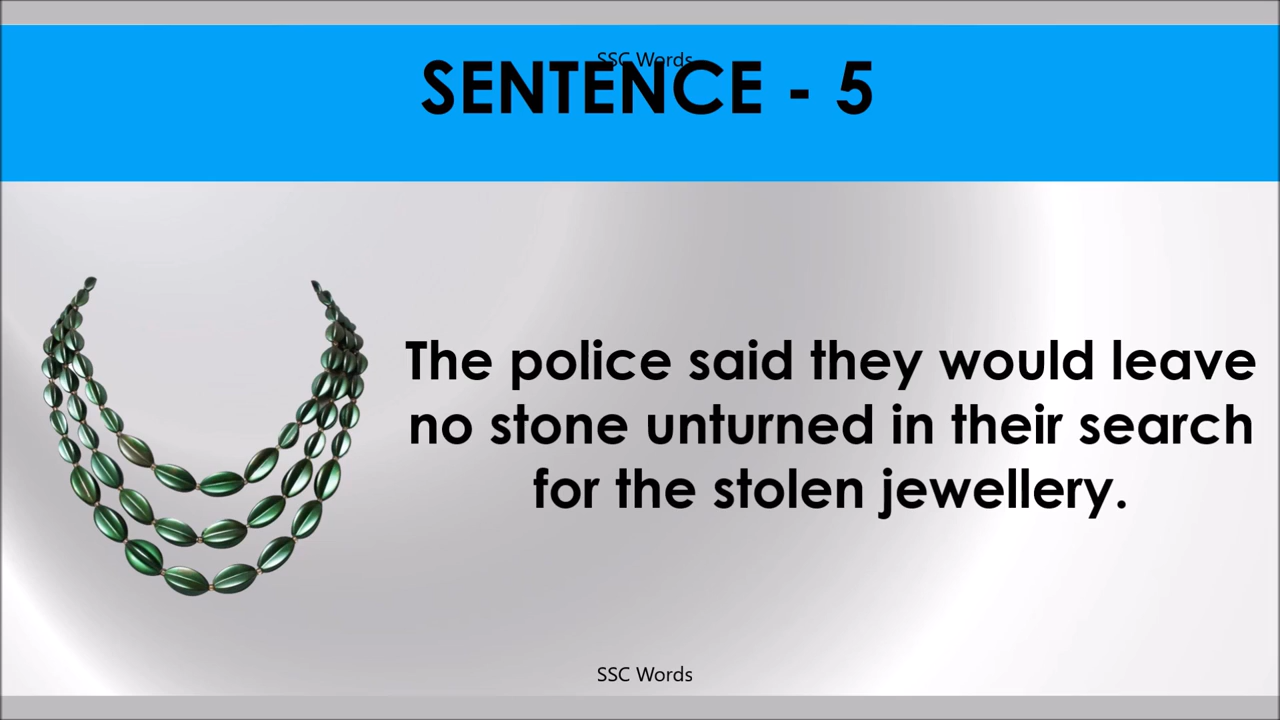 SSC Words
SENTENCE - 5
The police said they would leave
no stone unturned in their search
for the stolen jewellery.
SSC Words